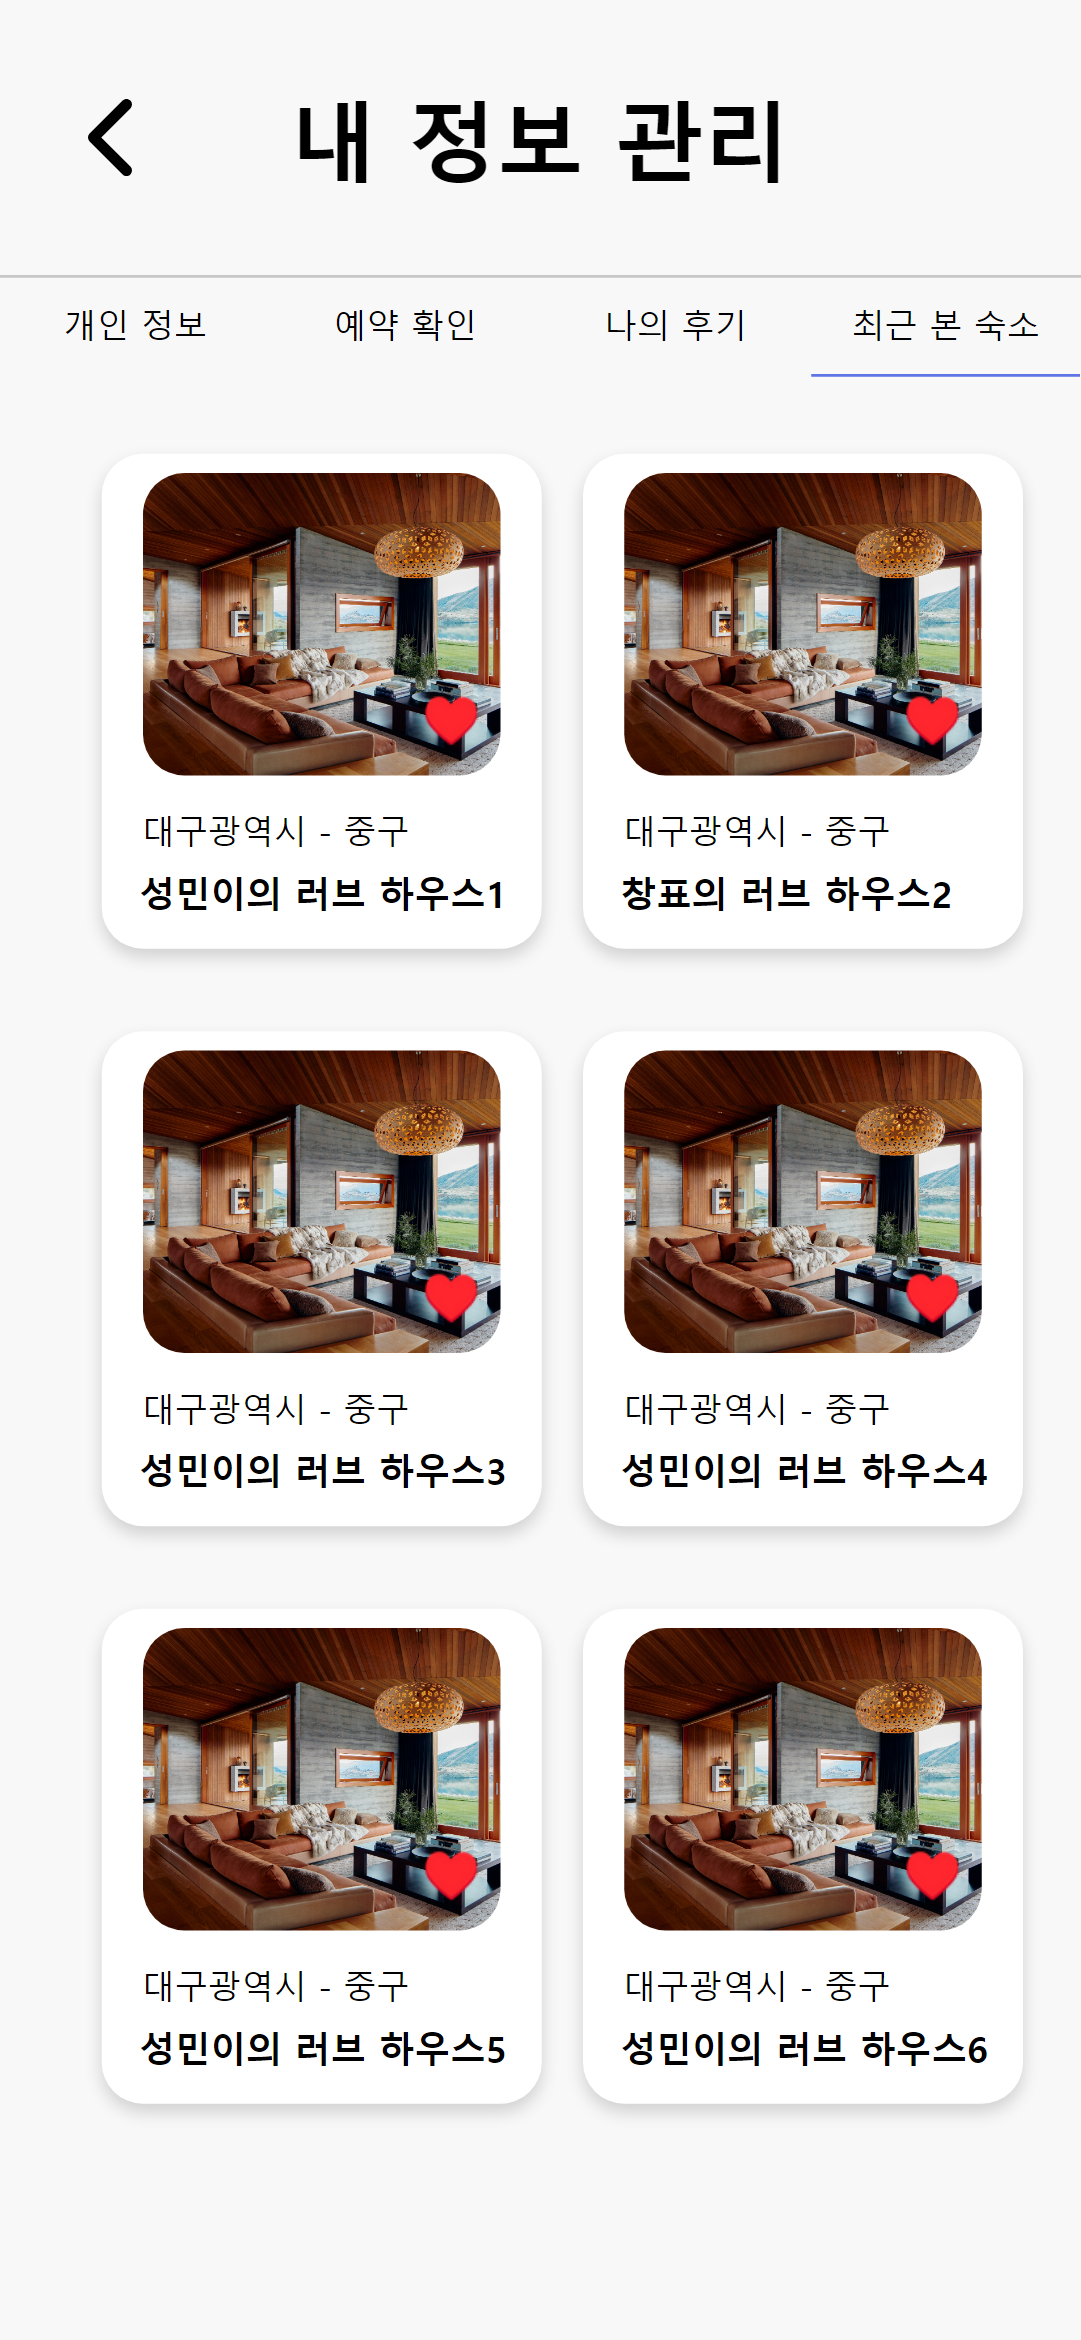 내 정보 관리
개인 정보
예약 확인
나의 후기
최근 본 숙소
대구광역시 - 중구
성민이의 러브 하우스1
대구광역시 - 중구
창표의 러브 하우스2
대구광역시 - 중구
성민이의 러브 하우스3
대구광역시 - 중구
성민이의 러브 하우스4
대구광역시 - 중구
성민이의 러브 하우스5
대구광역시 - 중구
성민이의 러브 하우스6